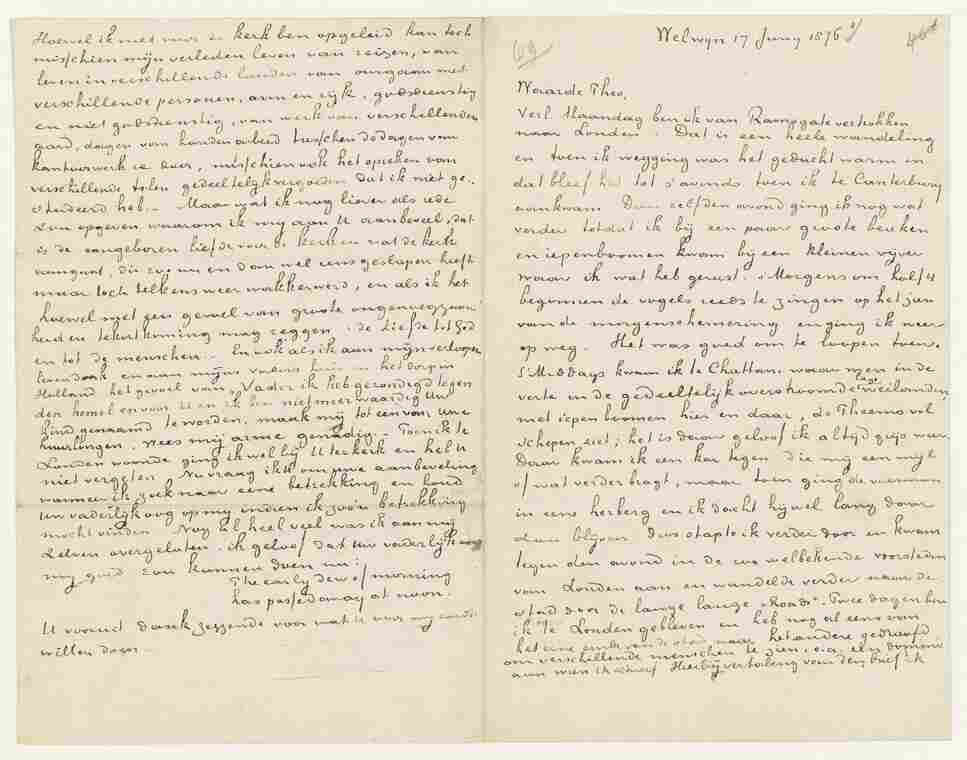 Hoewel ik niet voor de kerk ben opgeleid kan toch
misschien mijn verleden leven van reizen, van
leven in verschillende landen van omgaan met
verschillende personen, arm en rijk, godsdienstig
en niet godsdienstig, van werk van verschillenden
aard, dagen van handenarbeid tusschen de dagen van
kantoorwerk in door, misschien ook het spreken van
verschillende talen gedeeltelijk vergoeden dat ik niet ge-
studeerd heb.- Maar wat ik nog liever als rede
zou opgeven waarom ik mij aan U aanbeveel, dat
is de aangeboren liefde voor de kerk en wat de kerk
aangaat, die zoo nu en dan wel eens geslapen heeft
maar toch telkens weer wakker werd, en als ik het
hoewel met een gevoel van groote ongenoegzaam-
heid en tekortkoming mag zeggen: de Liefde tot God
en tot de menschen.- En ook als ik aan mijn verloopen
leven denk en aan mijns vaders huis in het dorp in
Holland het gevoel van "Vader ik heb gezondigd tegen
den hemel en voor U en ik ben niet meer waardig Uw
kind genaamd te worden, maak mij tot een van Uwe
huurlingen. Wees mij arme genadig.- Toen ik te
Londen woonde ging ik wel bij U ter kerk en heb U
niet vergeten Nu vraag ik U om uwe aanbeveling
wanneer ik zoek naar eene betrekking en houd
Uw vaderlijk oog op mij indien ik zoo'n betrekking
mocht vinden Nog al heel veel was ik aan mij
zelven overgelaten. ik geloof dat Uw vaderlijk oog
mij goed zou kunnen doen nu:
The early dew of morning
has passed away at noon.
U vooraf dank zeggende voor wat U voor mij zoudt
willen doen -
69
Welwyn 17 Juny 1876
Waarde Theo,
Verl Maandag ben ik van Ramsgate vertrokken
naar Londen. Dat is een heele wandeling
en toen ik wegging was het geducht warm en
dat bleef het tot s'avonds toen ik te Canterbury
aankwam Dien zelfden avond ging ik nog wat
verder totdat ik bij een paar groote beuken
en iepenboomen kwam bij een kleinen vijver
waar ik wat heb gerust. s'Morgens om half 4
begonnen de vogels reeds te zingen op het zien
van de morgenschemering en ging ik weer
op weg. Het was goed om te loopen toen.
S'Middags kwam ik te Chattam, waar men in de
verte in de gedeeltelijk overstroomde lage weilanden
met iepenboomen hier en daar, de Theems vol
schepen ziet; het is daar geloof ik altijd grijs weer.
Daar kwam ik een kar tegen die mij een mijl
of wat verder bragt, maar toen ging de voerman
in eene herberg en ik dacht hij wel lang daar
zou blijven dus stapte ik verder door en kwam
tegen den avond in de zoo welbekende voorsteden
van Londen aan en wandelde verder naar de
stad door de lange lange "Roads". Twee dagen ben
ik te Londen gebleven en heb nog al eens van
het eene eind van de stad naar het andere gedraafd
om verschillende menschen te zien, o.a. een domine
aan wien ik schreef Hierbij vertaling van den brief ik